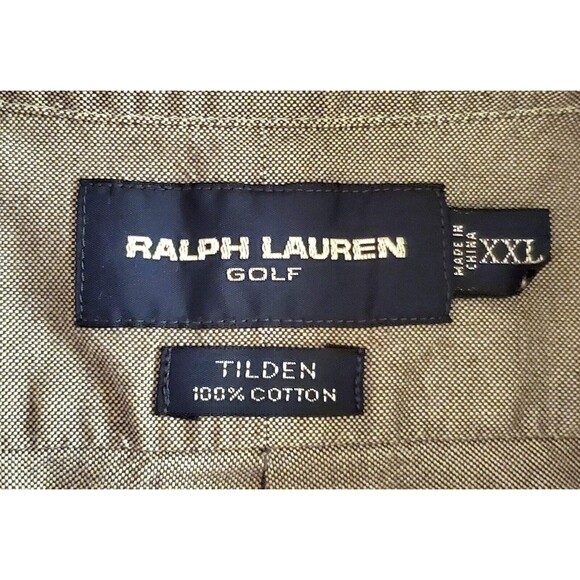 RALPH LAUREN
GOLF
MADE IN
CHINA
XXL
TILDEN
100% COTTON